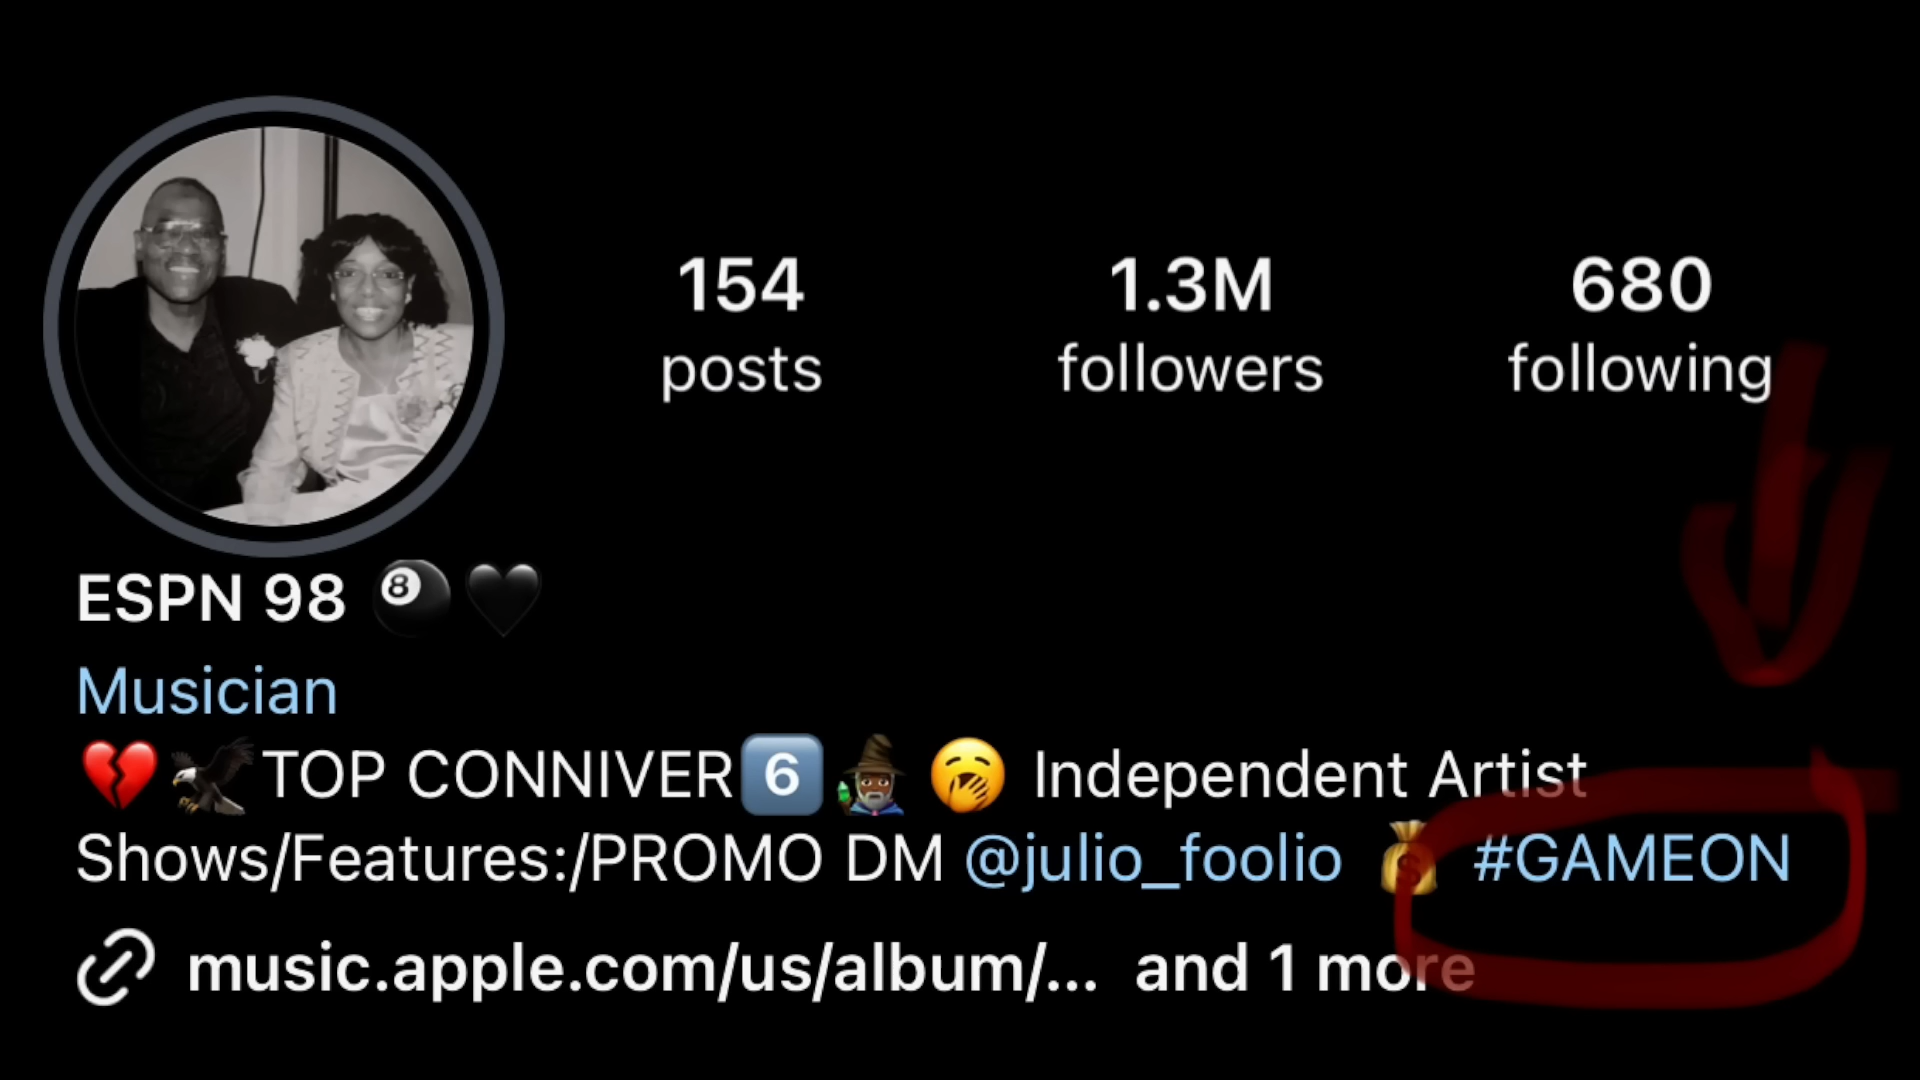 154 1.3M 680
posts followers following
ESPN 98 🎱🖤
Musician
💔🦅TOP CONNIVER6️⃣🧙🏾‍♂️🥱 Independent Artist
Shows/Features:/PROMO DM @julio_foolio 💰 #GAMEON
music.apple.com/us/album/... and 1 more